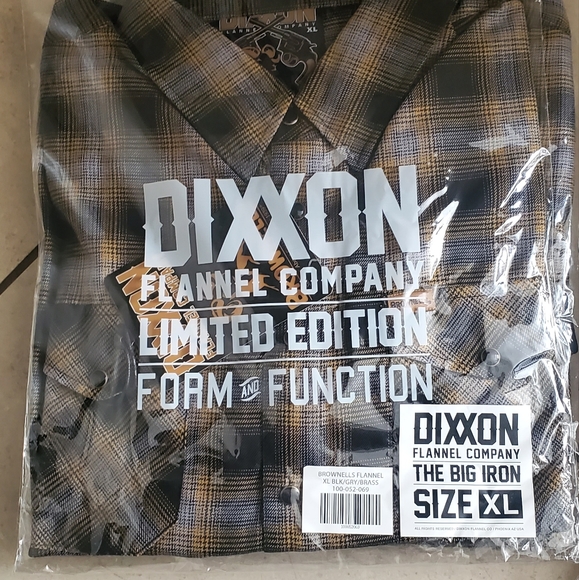 XL
DIXXON
FLANNEL COMPANY
LIMITED EDITION
FORM AND FUNCTION
BROWNELLS FLANNEL
XL BLK/GRY/BRASS
100-052-069
DIXXON
FLANNEL COMPANY
THE BIG IRON
SIZE XL